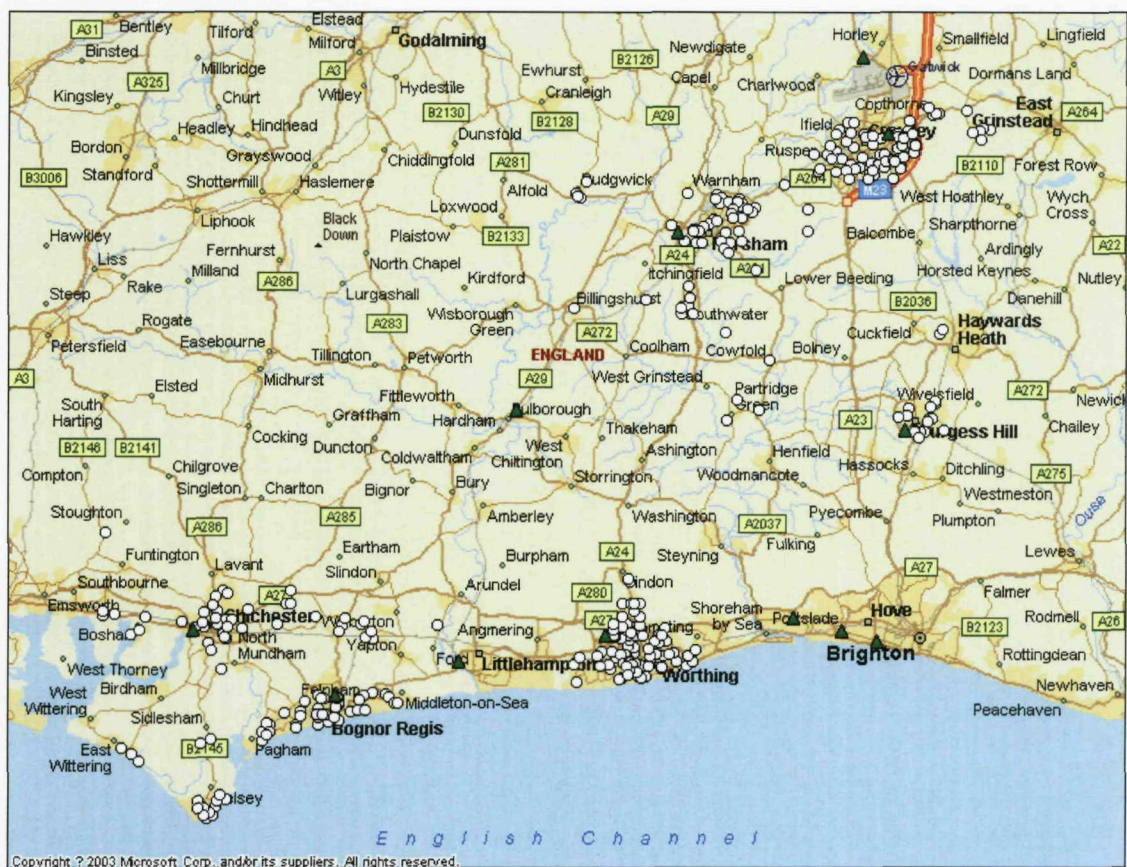 A31
Bentley
Tilford
Elstead
Milford
Godalming
Binsted
A3
B2126
Newdigate
Horley
Smallfield
Lingfield
Millbridge
A325
Witley
Hydestile
Ewhurst
Capel
Charlwood
Gatwick
Dormans Land
Kingsley
Churt
B2130
Cranleigh
A29
Copthorne
East
Grinstead
A264
B2128
Headley
Hindhead
Dunsfold
Ifield
Bordon
Grayswood
Chiddingfold
A281
Rusper
B2110
Forest Row
B3006
Standford
Shottermill
Haslemere
Alfold
Warnham
A264
M23
West Hoathley
Wych
Cross
Liphook
Black
Down
Loxwood
Plaistow
B2133
Sharpthorne
Hawkley
Fernhurst
North Chapel
A24
Balcombe
Ardingly
A22
Liss
Milland
A286
Kirdford
Itchingfield
Lower Beeding
Horsted Keynes
Nutley
Steep
Rake
Lurgashall
Billingshurst
B2036
Danehill
Rogate
A283
Wisborough
Green
A272
Cuckfield
Haywards
Heath
Petersfield
Easebourne
Tillington
Petworth
ENGLAND
Coolham
Cowfold
Bolney
A3
Midhurst
A29
West Grinstead
Partridge
Green
Wivelsfield
A272
Newick
Elsted
South
Harting
Fittleworth
Graffham
Hardham
A23
Chailey
B2146
B2141
Cocking
Duncton
Thakeham
Coldwaltham
West
Chiltington
Ashington
Henfield
Compton
Chilgrove
Woodmancote
Hassocks
Ditchling
A275
Singleton
Charlton
Bignor
Bury
Storrington
Westmeston
Stoughton
A286
A285
Amberley
Washington
A2037
Pyecombe
Plumpton
Ouse
Funtington
Lavant
Eartham
Burpham
A24
Steyning
Fulking
Lewes
Southbourne
Slindon
Arundel
A280
A27
Falmer
Emsworth
Shoreham
by Sea
Hove
Rodmell
A26
North
Mundham
Yapton
Angmering
B2123
West Thorney
Littlehampton
Worthing
Brighton
Rottingdean
West
Wittering
Birdham
Middleton-on-Sea
Newhaven
Sidlesham
Peacehaven
Bognor Regis
East
Wittering
B2145
Pagham
English Channel
Copyright ? 2003 Microsoft Corp. and/or its suppliers. All rights reserved.